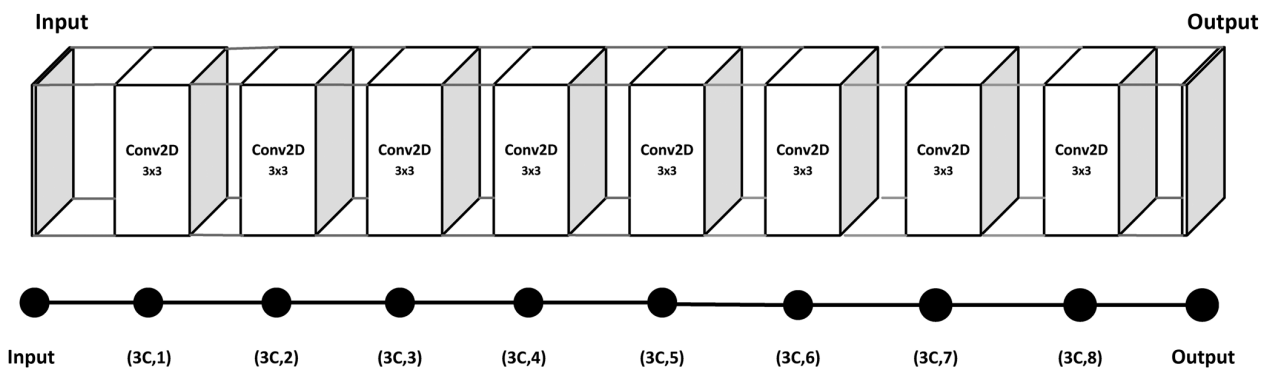 Input
Output
Conv2D
3x3
Conv2D
3x3
Conv2D
3x3
Conv2D
3x3
Conv2D
3x3
Conv2D
3x3
Conv2D
3x3
Conv2D
3x3
Input
(3C,1)
(3C,2)
(3C,3)
(3C,4)
(3C,5)
(3C,6)
(3C,7)
(3C,8)
Output